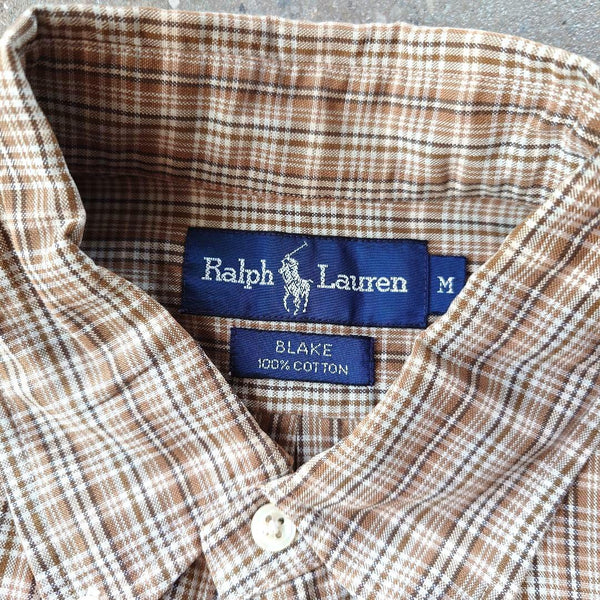 Ralph Lauren
M
BLAKE
100% COTTON